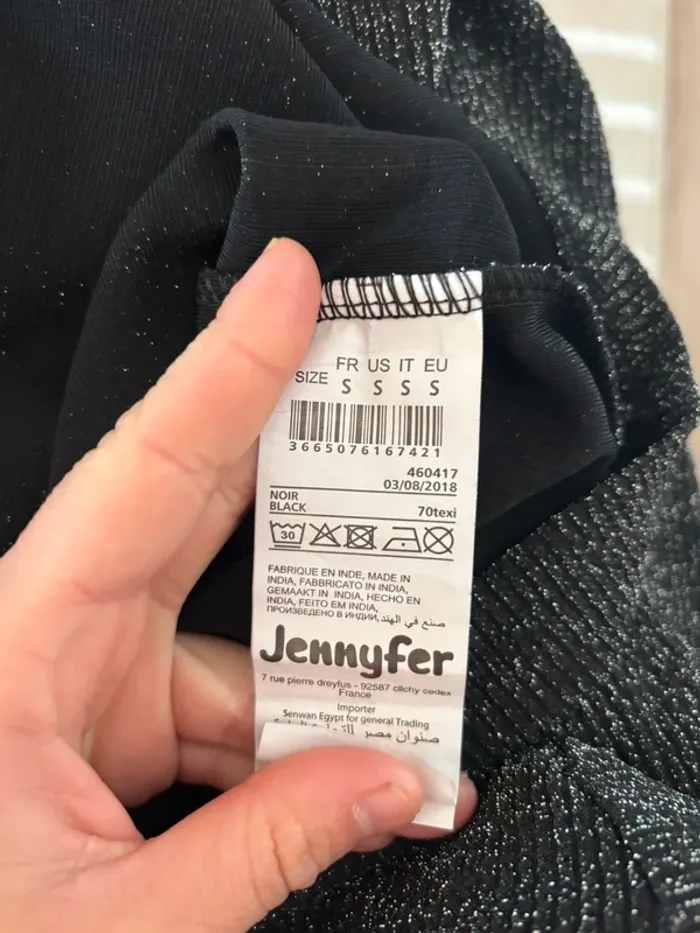 FR US IT EU
SIZE S S S S
3665076167421
460417
03/08/2018
NOIR
BLACK 70texi
30
FABRIQUE EN INDE, MADE IN
INDIA, FABBRICATO IN INDIA,
GEMAAKT IN INDIA, HECHO EN
INDIA, FEITO EM INDIA,
ПРОИЗВЕДЕНО В ИНДИИ, صنع في الهند
Jennyfer
7 rue pierre dreyfus - 92587 clichy cedex
France
Importer
Senwan Egypt for general Trading
صنوان مصر